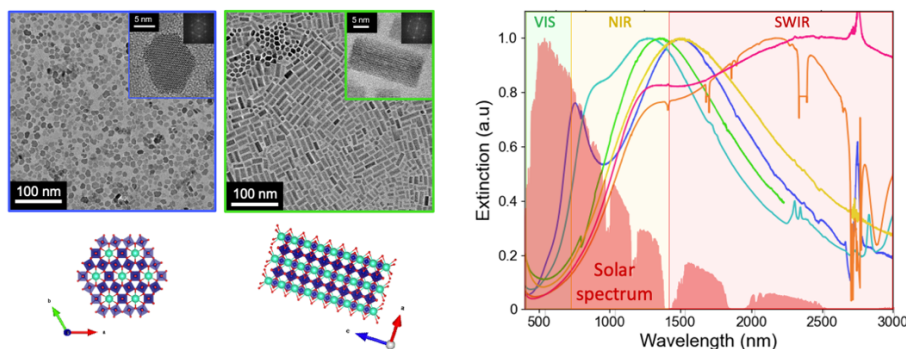 5 nm
100 nm
5 nm
100 nm
b
a
c
a
VIS
NIR
SWIR
Extinction (a.u)
1.0
0.8
0.6
0.4
0.2
0
Solar
spectrum
400
1000
1500
2000
2500
3000
Wavelength (nm)